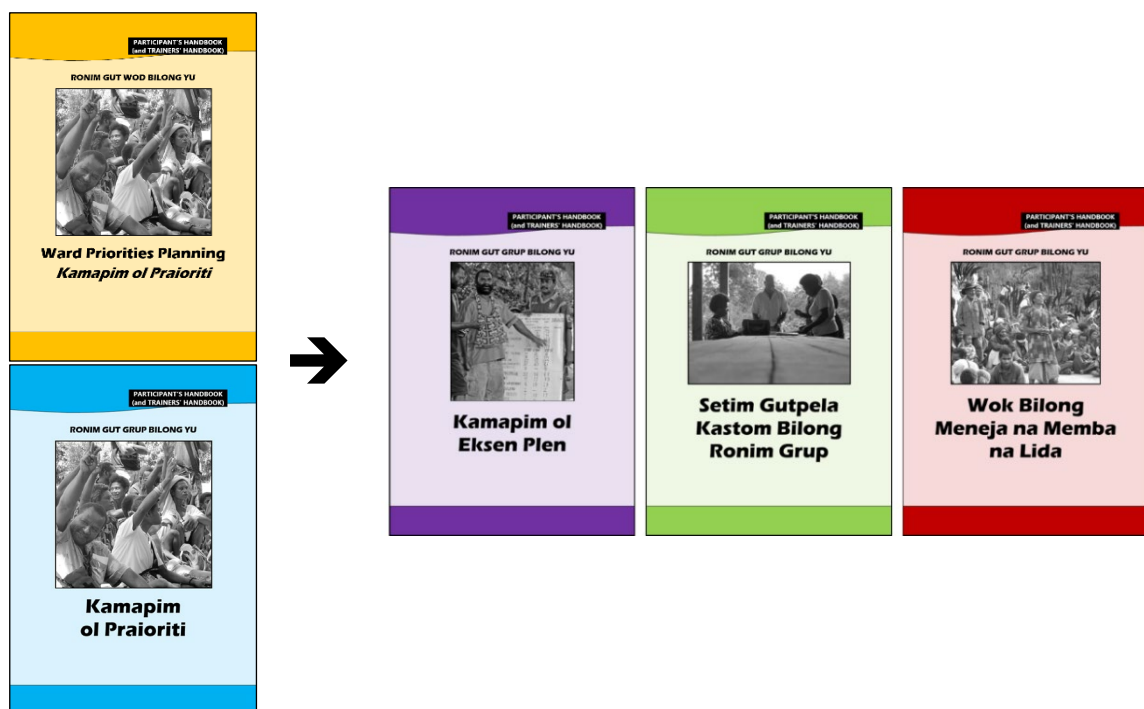 PARTICIPANT'S HANDBOOK
(and TRAINERS' HANDBOOK)
RONIM GUT WOD BILONG YU
Ward Priorities Planning
Kamapim ol Praioriti
PARTICIPANT'S HANDBOOK
(and TRAINERS' HANDBOOK)
RONIM GUT GRUP BILONG YU
Kamapim
ol Praioriti
PARTICIPANT'S HANDBOOK
(and TRAINERS' HANDBOOK)
RONIM GUT GRUP BILONG YU
Kamapim ol
Eksen Plen
PARTICIPANT'S HANDBOOK
(and TRAINERS' HANDBOOK)
RONIM GUT GRUP BILONG YU
Setim Gutpela
Kastom Bilong
Ronim Grup
PARTICIPANT'S HANDBOOK
(and TRAINERS' HANDBOOK)
RONIM GUT GRUP BILONG YU
Wok Bilong
Meneja na Memba
na Lida